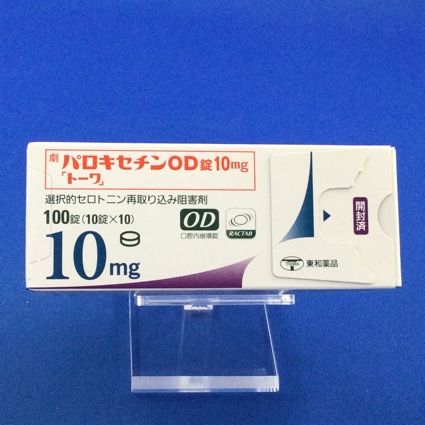 劇 パロキセチンOD錠10mg
「トーワ」
選択的セロトニン再取り込み阻害剤
100錠(10錠×10)
OD
口腔内崩壊錠
RACTAB
10mg
開封済
TOWA
東和薬品